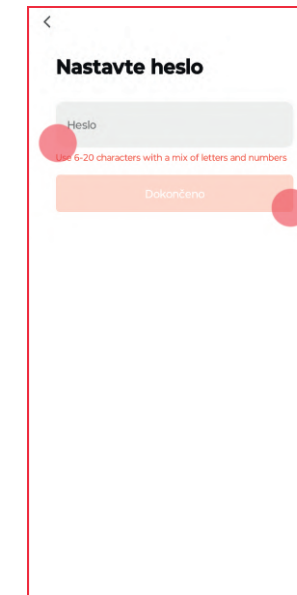 Nastavte heslo
Heslo
Use 6-20 characters with a mix of letters and numbers
Dokončeno